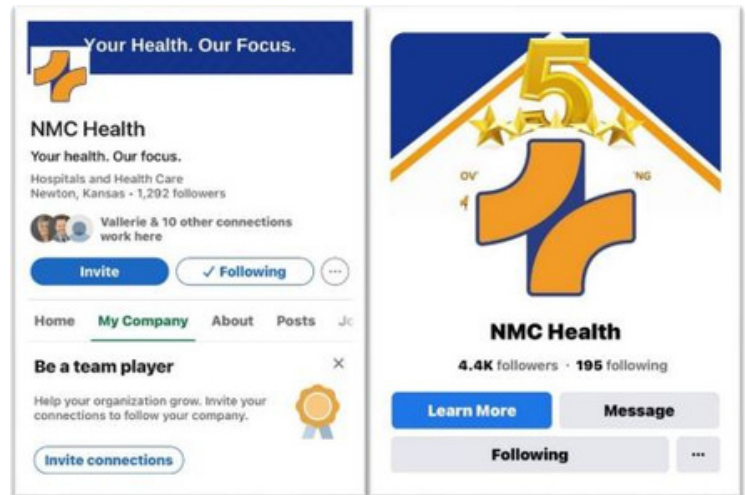 Your Health. Our Focus.
NMC Health
Your health. Our focus.
Hospitals and Health Care
Newton, Kansas • 1,292 followers
Vallerie & 10 other connections
work here
Invite
✓ Following
Home My Company About Posts
Be a team player
Help your organization grow. Invite your
connections to follow your company.
Invite connections
5
NMC Health
4.4K followers · 195 following
Learn More
Message
Following